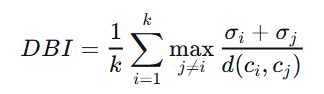 DBI = \frac{1}{k} \sum_{i=1}^{k} \max_{j \neq i} \frac{\sigma_i + \sigma_j}{d(c_i, c_j)}